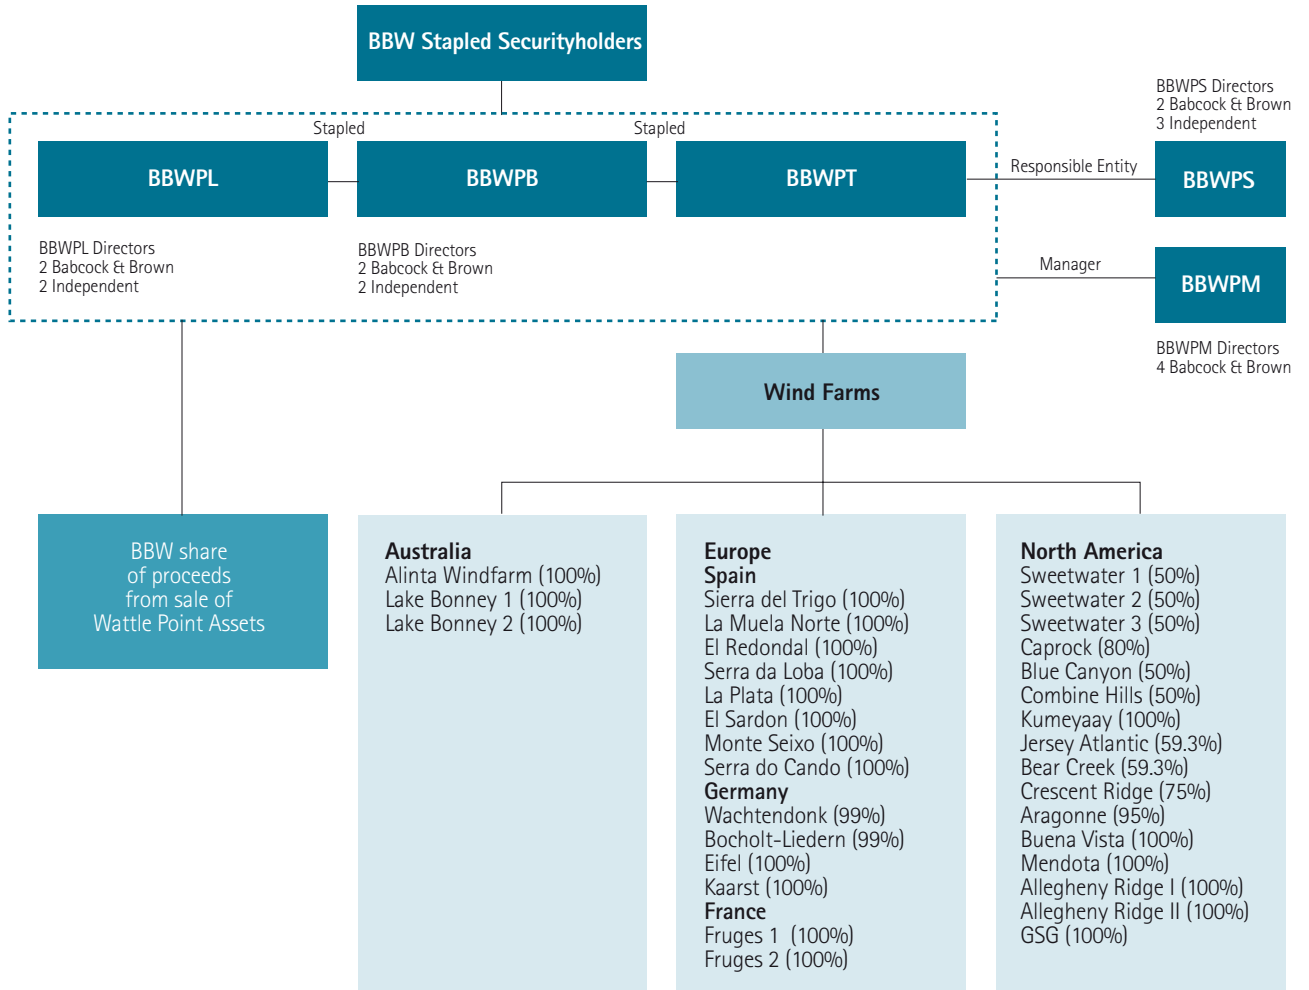 BBW Stapled Securityholders
Stapled
Stapled
BBWPL
BBWPB
BBWPT
BBWPL Directors
2 Babcock & Brown
2 Independent
BBWPB Directors
2 Babcock & Brown
2 Independent
BBWPS Directors
2 Babcock & Brown
3 Independent
Responsible Entity
BBWPS
Manager
BBWPM
BBWPM Directors
4 Babcock & Brown
Wind Farms
BBW share
of proceeds
from sale of
Wattle Point Assets
Australia
Alinta Windfarm (100%)
Lake Bonney 1 (100%)
Lake Bonney 2 (100%)
Europe
Spain
Sierra del Trigo (100%)
La Muela Norte (100%)
El Redondal (100%)
Serra da Loba (100%)
La Plata (100%)
El Sardon (100%)
Monte Seixo (100%)
Serra do Cando (100%)
Germany
Wachtendonk (99%)
Bocholt-Liedern (99%)
Eifel (100%)
Kaarst (100%)
France
Fruges 1 (100%)
Fruges 2 (100%)
North America
Sweetwater 1 (50%)
Sweetwater 2 (50%)
Sweetwater 3 (50%)
Caprock (80%)
Blue Canyon (50%)
Combine Hills (50%)
Kumeyaay (100%)
Jersey Atlantic (59.3%)
Bear Creek (59.3%)
Crescent Ridge (75%)
Aragonne (95%)
Buena Vista (100%)
Mendota (100%)
Allegheny Ridge I (100%)
Allegheny Ridge II (100%)
GSG (100%)